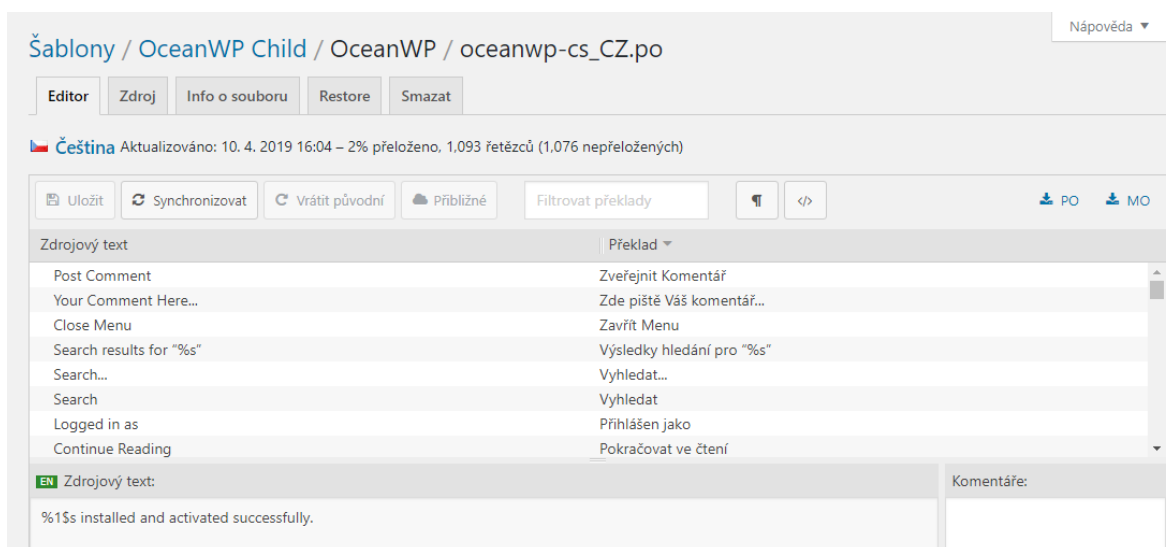 Nápověda ▼
Šablony / OceanWP Child / OceanWP / oceanwp-cs_CZ.po
Editor Zdroj Info o souboru Restore Smazat
Čeština Aktualizováno: 10. 4. 2019 16:04 – 2% přeloženo, 1,093 řetězců (1,076 nepřeložených)
Uložit Synchronizovat Vrátit původní Přibližné Filtrovat překlady ¶ </> PO MO
Zdrojový text Překlad
Post Comment Zveřejnit Komentář
Your Comment Here... Zde piště Váš komentář...
Close Menu Zavřít Menu
Search results for “%s” Výsledky hledání pro “%s”
Search... Vyhledat...
Search Vyhledat
Logged in as Přihlášen jako
Continue Reading Pokračovat ve čtení
EN Zdrojový text: Komentáře:
%1$s installed and activated successfully.